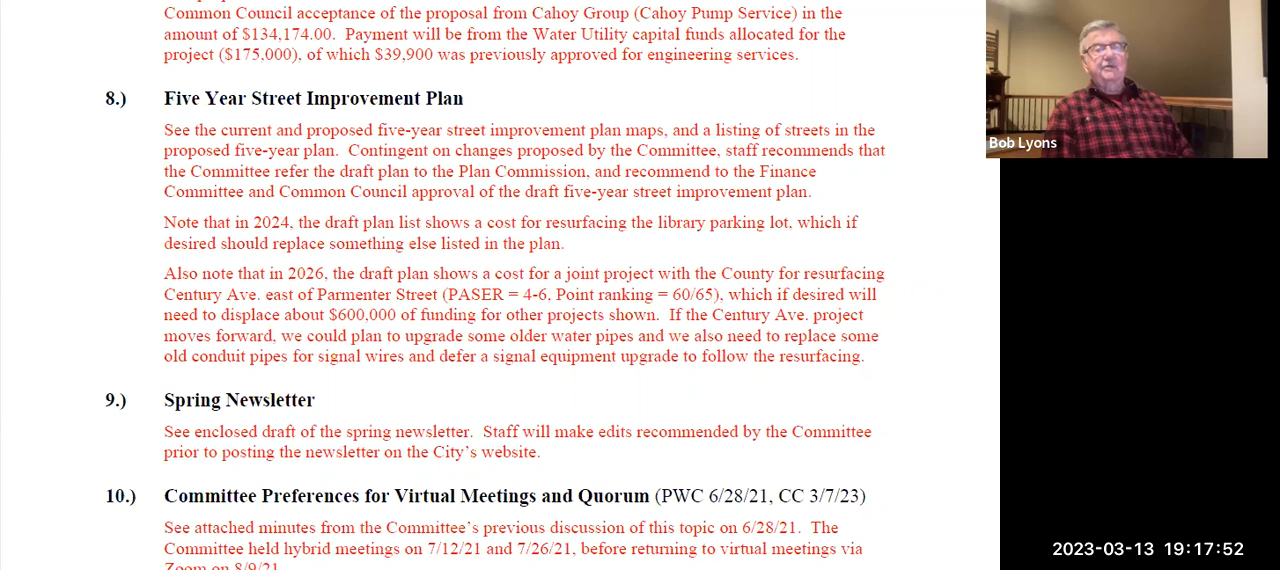 Common Council acceptance of the proposal from Cahoy Group (Cahoy Pump Service) in the
amount of $134,174.00.  Payment will be from the Water Utility capital funds allocated for the
project ($175,000), of which $39,900 was previously approved for engineering services.
8.) Five Year Street Improvement Plan
See the current and proposed five-year street improvement plan maps, and a listing of streets in the
proposed five-year plan.  Contingent on changes proposed by the Committee, staff recommends that
the Committee refer the draft plan to the Plan Commission, and recommend to the Finance
Committee and Common Council approval of the draft five-year street improvement plan.
Note that in 2024, the draft plan list shows a cost for resurfacing the library parking lot, which if
desired should replace something else listed in the plan.
Also note that in 2026, the draft plan shows a cost for a joint project with the County for resurfacing
Century Ave. east of Parmenter Street (PASER = 4-6, Point ranking = 60/65), which if desired will
need to displace about $600,000 of funding for other projects shown.  If the Century Ave. project
moves forward, we could plan to upgrade some older water pipes and we also need to replace some
old conduit pipes for signal wires and defer a signal equipment upgrade to follow the resurfacing.
9.) Spring Newsletter
See enclosed draft of the spring newsletter.  Staff will make edits recommended by the Committee
prior to posting the newsletter on the City's website.
10.) Committee Preferences for Virtual Meetings and Quorum (PWC 6/28/21, CC 3/7/23)
See attached minutes from the Committee's previous discussion of this topic on 6/28/21.  The
Committee held hybrid meetings on 7/12/21 and 7/26/21, before returning to virtual meetings via
Zoom on 8/9/21.
Bob Lyons
2023-03-13 19:17:52